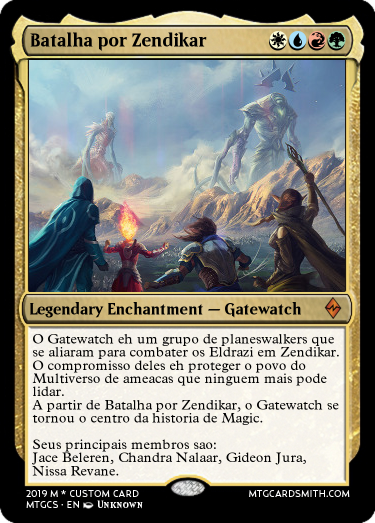 Batalha por Zendikar
Legendary Enchantment — Gatewatch
O Gatewatch eh um grupo de planeswalkers que
se aliaram para combater os Eldrazi em Zendikar.
O compromisso deles eh proteger o povo do
Multiverso de ameacas que ninguem mais pode
lidar.
A partir de Batalha por Zendikar, o Gatewatch se
tornou o centro da historia de Magic.
Seus principais membros sao:
Jace Beleren, Chandra Nalaar, Gideon Jura,
Nissa Revane.
2019 M * CUSTOM CARD
MTGCS · EN Unknown
MTGCARDSMITH.COM